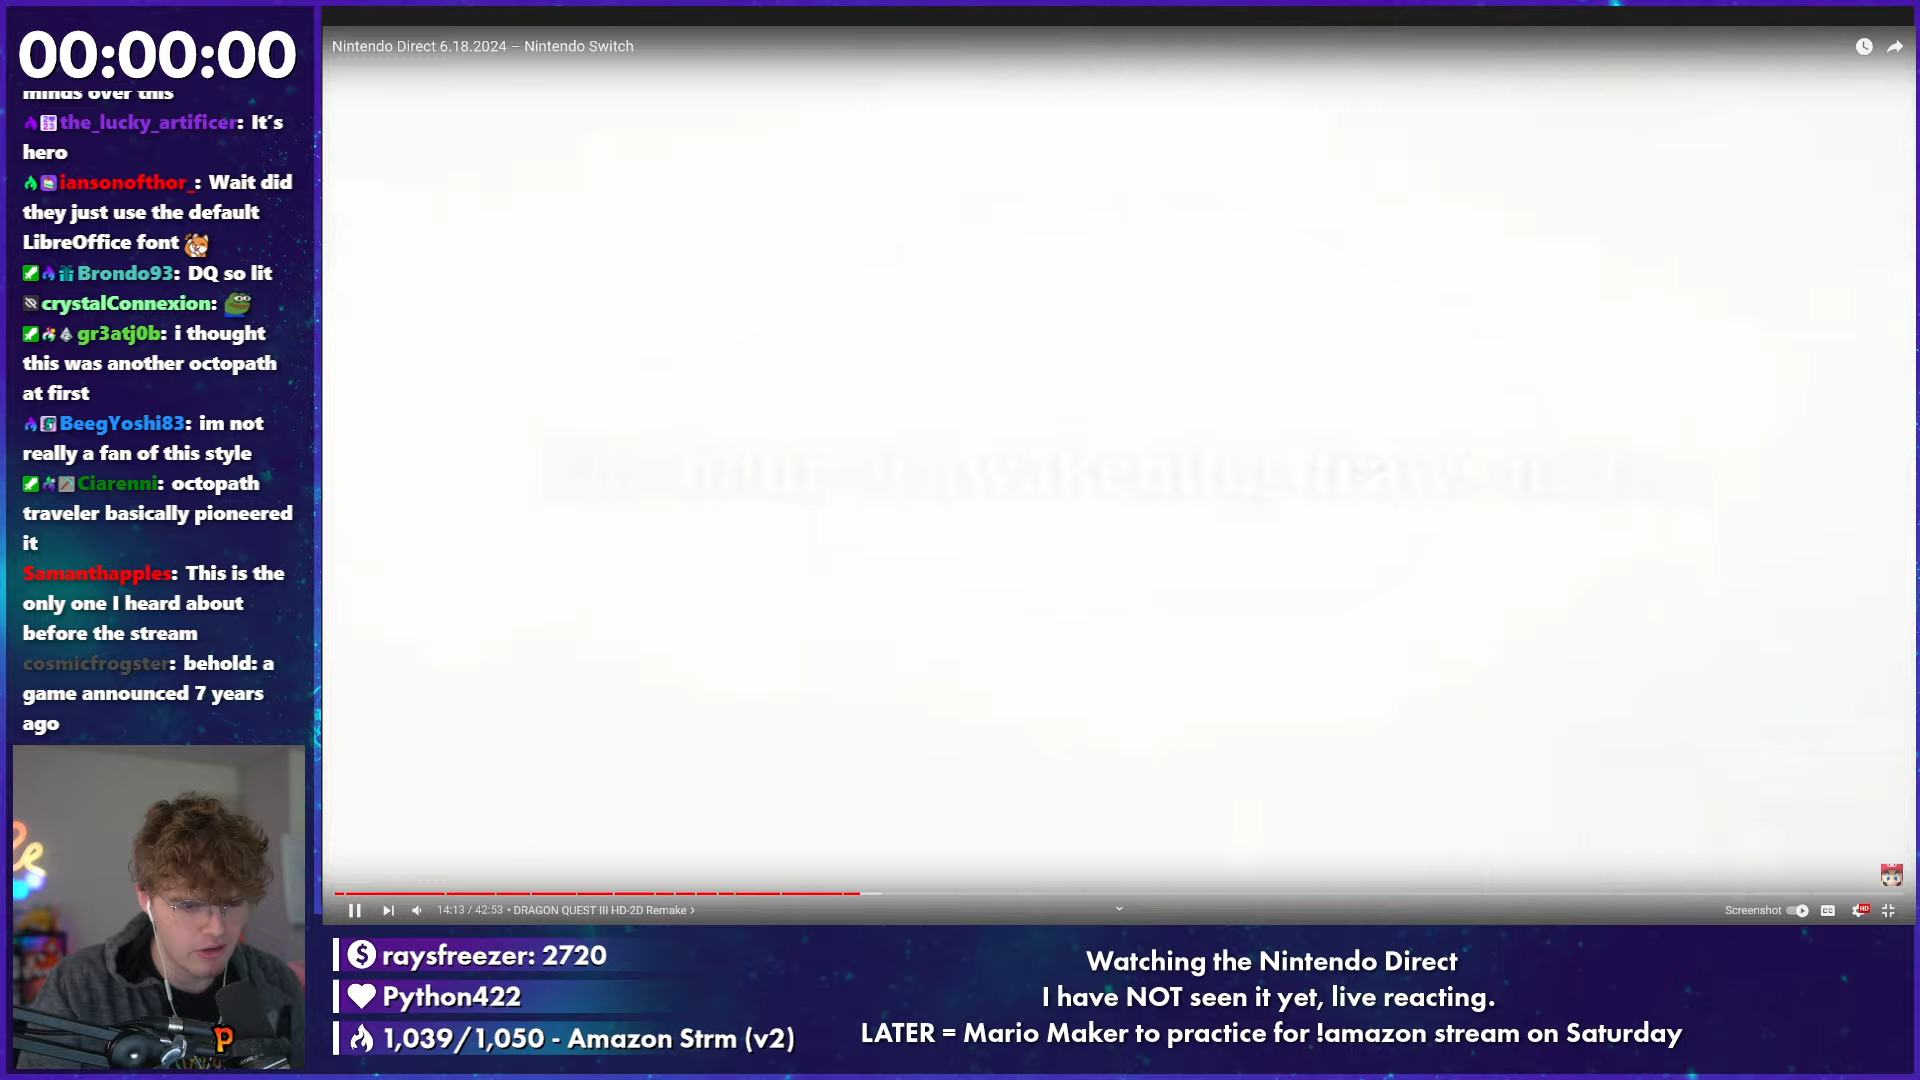 00:00:00
minds over this
the_lucky_artificer: It's
hero
iansonofthor_: Wait did
they just use the default
LibreOffice font
Brondo93: DQ so lit
crystalConnexion:
gr3atj0b: i thought
this was another octopath
at first
BeegYoshi83: im not
really a fan of this style
Ciarenni: octopath
traveler basically pioneered
it
Samanthapples: This is the
only one I heard about
before the stream
cosmicfrogster: behold: a
game announced 7 years
ago
Nintendo Direct 6.18.2024 – Nintendo Switch
14:13 / 42:53 • DRAGON QUEST III HD-2D Remake ›
Screenshot
CC
HD
raysfreezer: 2720
Python422
1,039/1,050 - Amazon Strm (v2)
Watching the Nintendo Direct
I have NOT seen it yet, live reacting.
LATER = Mario Maker to practice for !amazon stream on Saturday